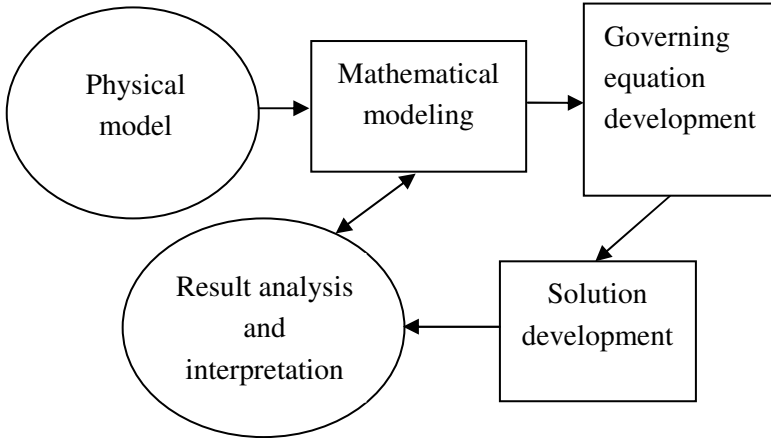 Physical
model
Mathematical
modeling
Governing
equation
development
Solution
development
Result analysis
and
interpretation